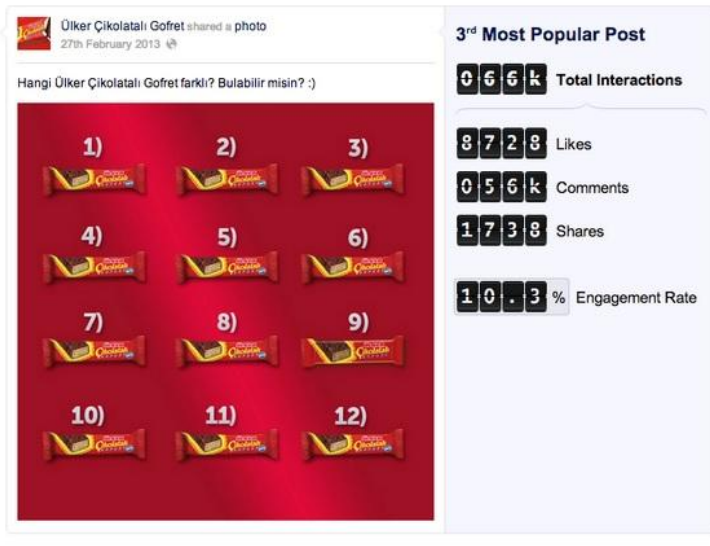 Ülker Çikolatalı Gofret shared a photo
27th February 2013
Hangi Ülker Çikolatalı Gofret farklı? Bulabilir misin? :)
1) 2) 3)
4) 5) 6)
7) 8) 9)
10) 11) 12)
3rd Most Popular Post
066k Total Interactions
8728 Likes
056k Comments
1738 Shares
10.3 % Engagement Rate